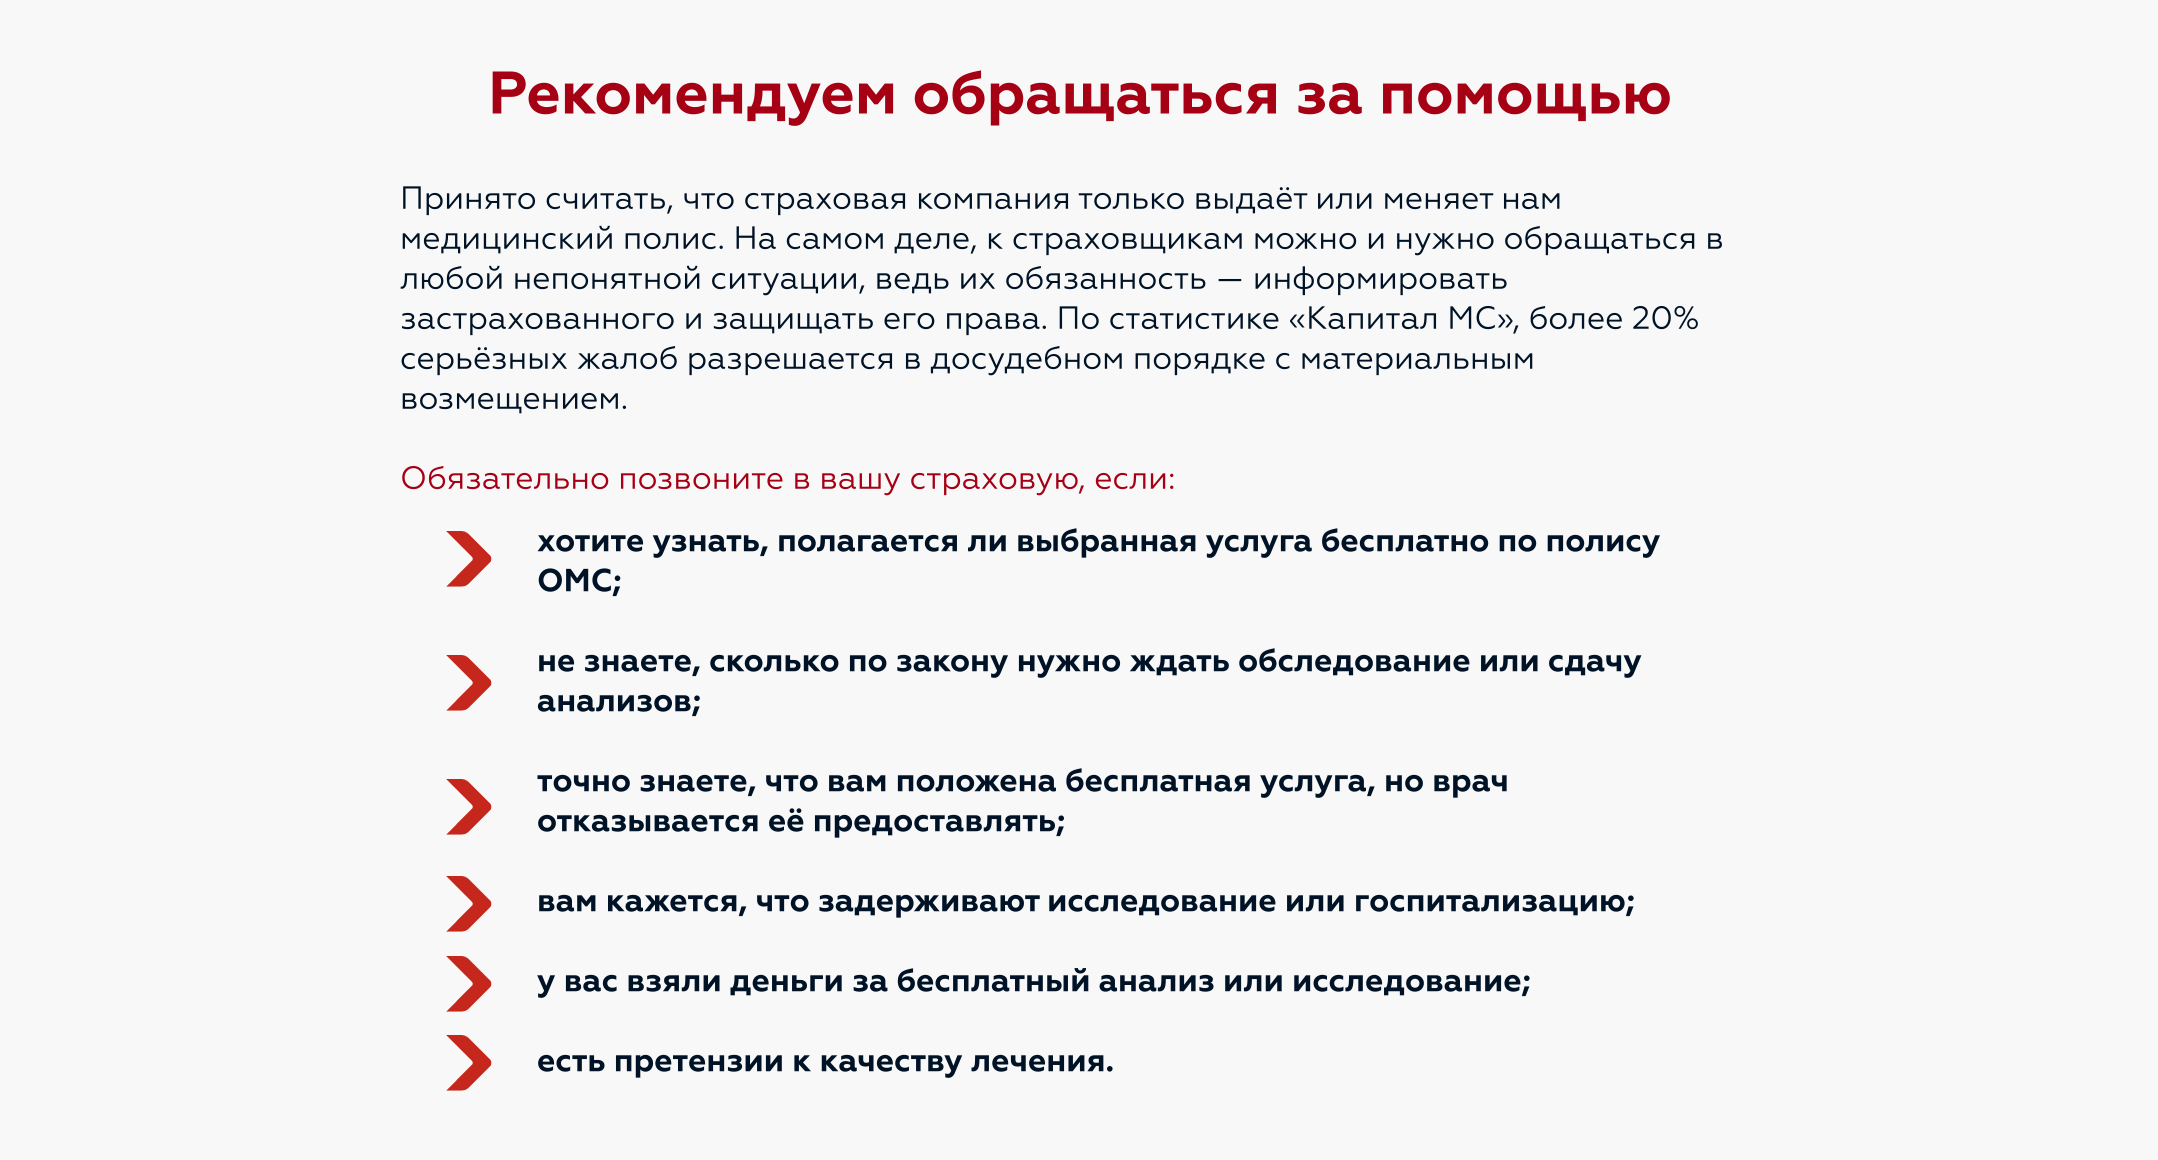 Рекомендуем обращаться за помощью
Принято считать, что страховая компания только выдаёт или меняет нам
медицинский полис. На самом деле, к страховщикам можно и нужно обращаться в
любой непонятной ситуации, ведь их обязанность — информировать
застрахованного и защищать его права. По статистике «Капитал МС», более 20%
серьёзных жалоб разрешается в досудебном порядке с материальным
возмещением.
Обязательно позвоните в вашу страховую, если:
хотите узнать, полагается ли выбранная услуга бесплатно по полису
ОМС;
не знаете, сколько по закону нужно ждать обследование или сдачу
анализов;
точно знаете, что вам положена бесплатная услуга, но врач
отказывается её предоставлять;
вам кажется, что задерживают исследование или госпитализацию;
у вас взяли деньги за бесплатный анализ или исследование;
есть претензии к качеству лечения.